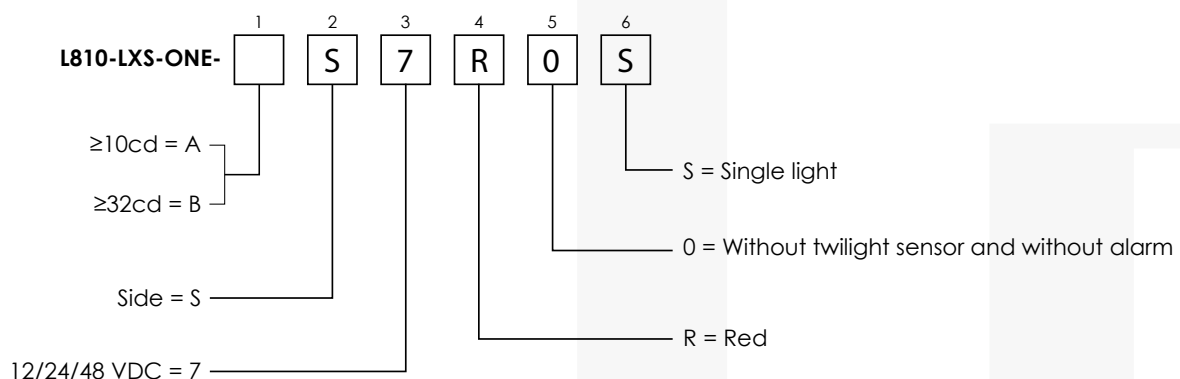 1 2 3 4 5 6
L810-LXS-ONE- S 7 R 0 S
≥10cd = A
S = Single light
≥32cd = B
0 = Without twilight sensor and without alarm
Side = S
R = Red
12/24/48 VDC = 7